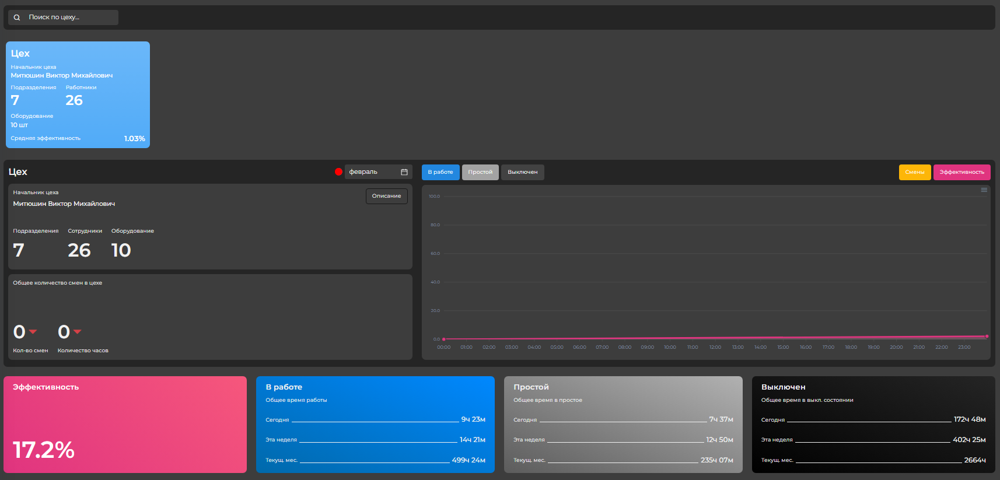 Поиск по цеху...
Цех
Начальник цеха
Митюшин Виктор Михайлович
Подразделения Работники
7 26
Оборудование
10 шт
Средняя эффективность 1.03%
Цех
февраль
В работе Простой Выключен
Смены Эффективность
Начальник цеха
Митюшин Виктор Михайлович
Описание
Подразделения Сотрудники Оборудование
7 26 10
Общее количество смен в цехе
0 0
Кол-во смен Количество часов
100.0
80.0
60.0
40.0
20.0
0.0
00:00 01:00 02:00 03:00 04:00 05:00 06:00 07:00 08:00 09:00 10:00 11:00 12:00 13:00 14:00 15:00 16:00 17:00 18:00 19:00 20:00 21:00 22:00 23:00
Эффективность
17.2%
В работе
Общее время работы
Сегодня 9ч 23м
Эта неделя 14ч 21м
Текущ. мес. 499ч 24м
Простой
Общее время в простое
Сегодня 7ч 37м
Эта неделя 12ч 50м
Текущ. мес. 235ч 07м
Выключен
Общее время в выкл. состоянии
Сегодня 172ч 48м
Эта неделя 402ч 25м
Текущ. мес. 2664ч